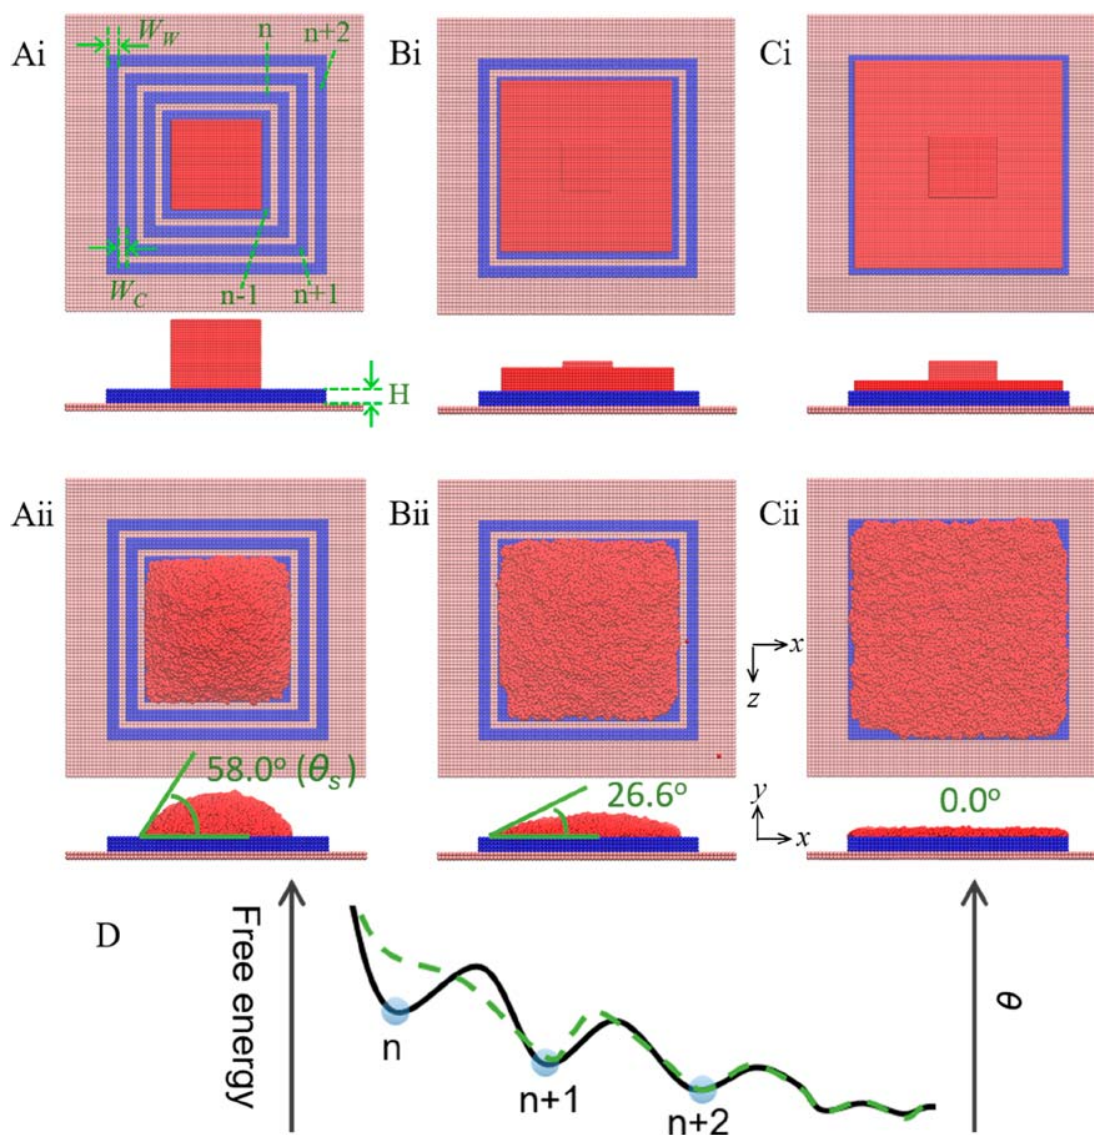 Ai
W_W
n
n+2
W_C
n-1
n+1
H
Bi
Ci
Aii
58.0° (θ_s)
Bii
26.6°
x
z
y
x
Cii
0.0°
D
Free energy
n
n+1
n+2
θ